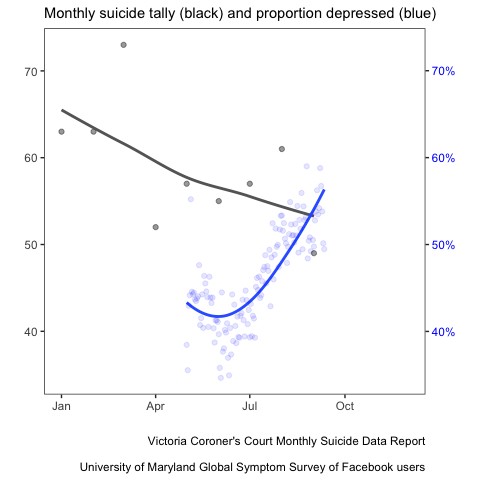 Monthly suicide tally (black) and proportion depressed (blue)
70
70%
60
60%
50
50%
40
40%
Jan
Apr
Jul
Oct
Victoria Coroner's Court Monthly Suicide Data Report
University of Maryland Global Symptom Survey of Facebook users